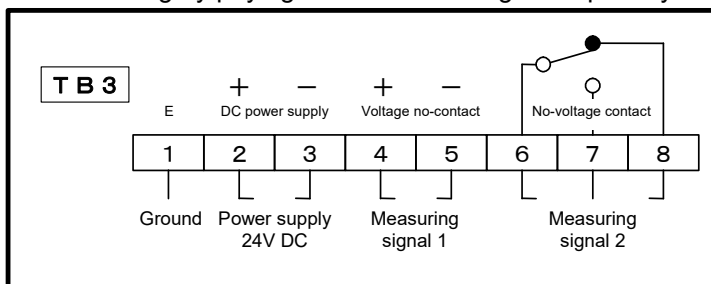 TB3
+ − + −
E DC power supply Voltage no-contact No-voltage contact
1 2 3 4 5 6 7 8
Ground Power supply Measuring Measuring
24V DC signal 1 signal 2